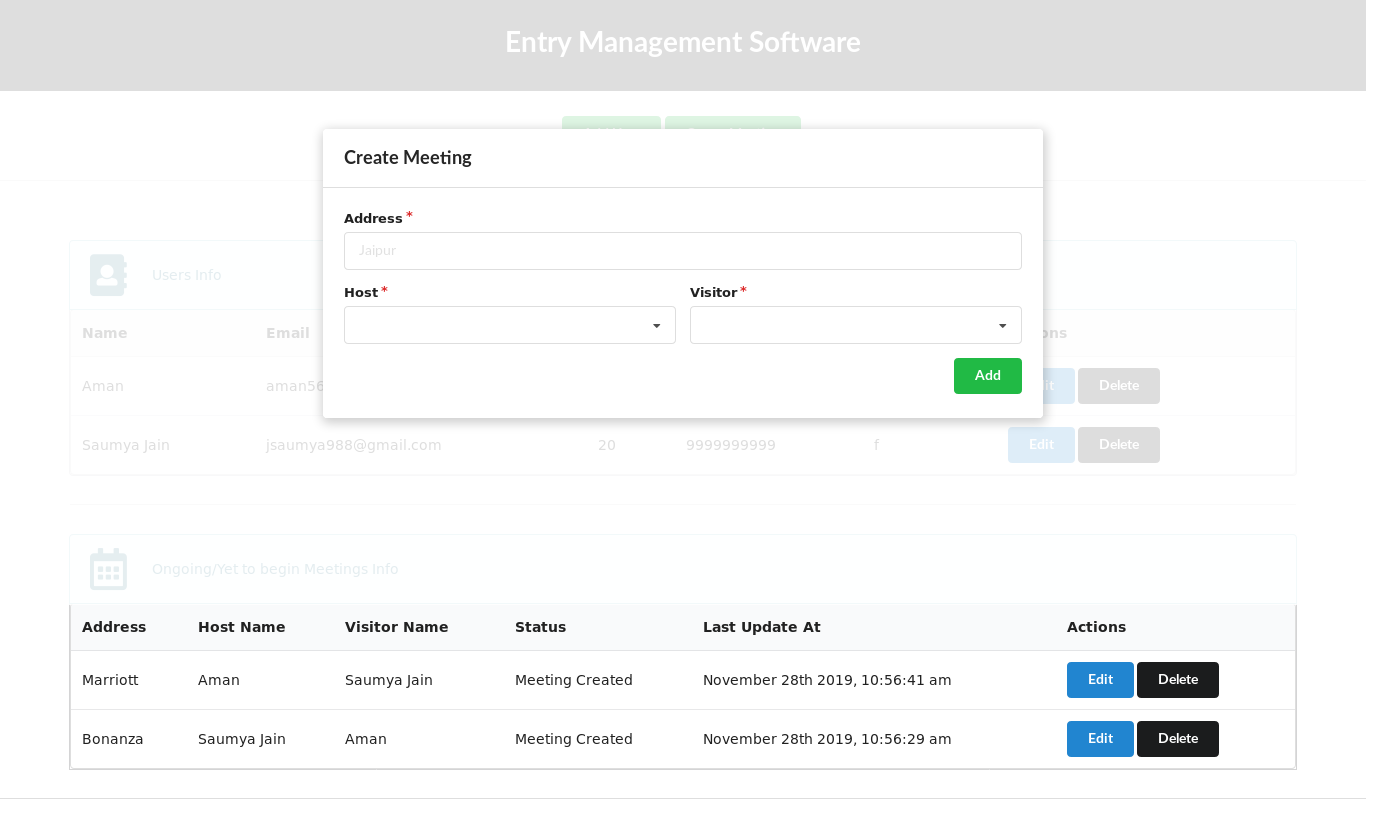 Entry Management Software
Create Meeting
Address *
Jaipur
Host * Visitor *
Add
Users Info
Name Email
Aman Delete
Saumya Jain jsaumya988@gmail.com 20 9999999999 f Edit Delete
Ongoing/Yet to begin Meetings Info
Address Host Name Visitor Name Status Last Update At Actions
Marriott Aman Saumya Jain Meeting Created November 28th 2019, 10:56:41 am Edit Delete
Bonanza Saumya Jain Aman Meeting Created November 28th 2019, 10:56:29 am Edit Delete